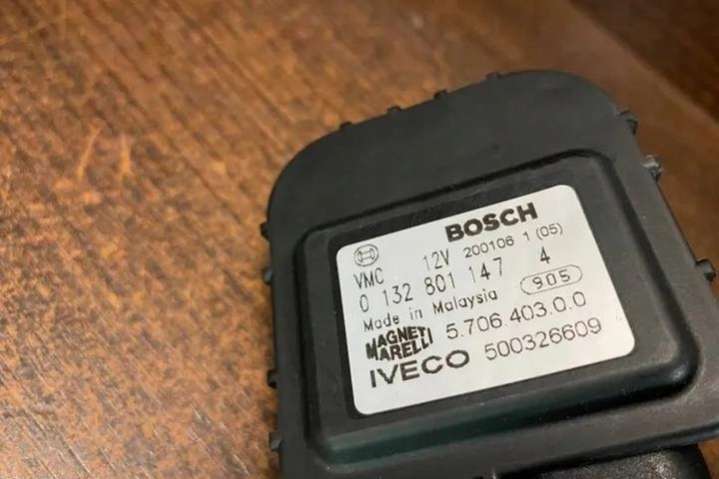 BOSCH
VMC 12V 200106 1 (05)
0 132 801 147 4
Made in Malaysia 905
MAGNETI MARELLI 5.706.403.0.0
IVECO 500326609